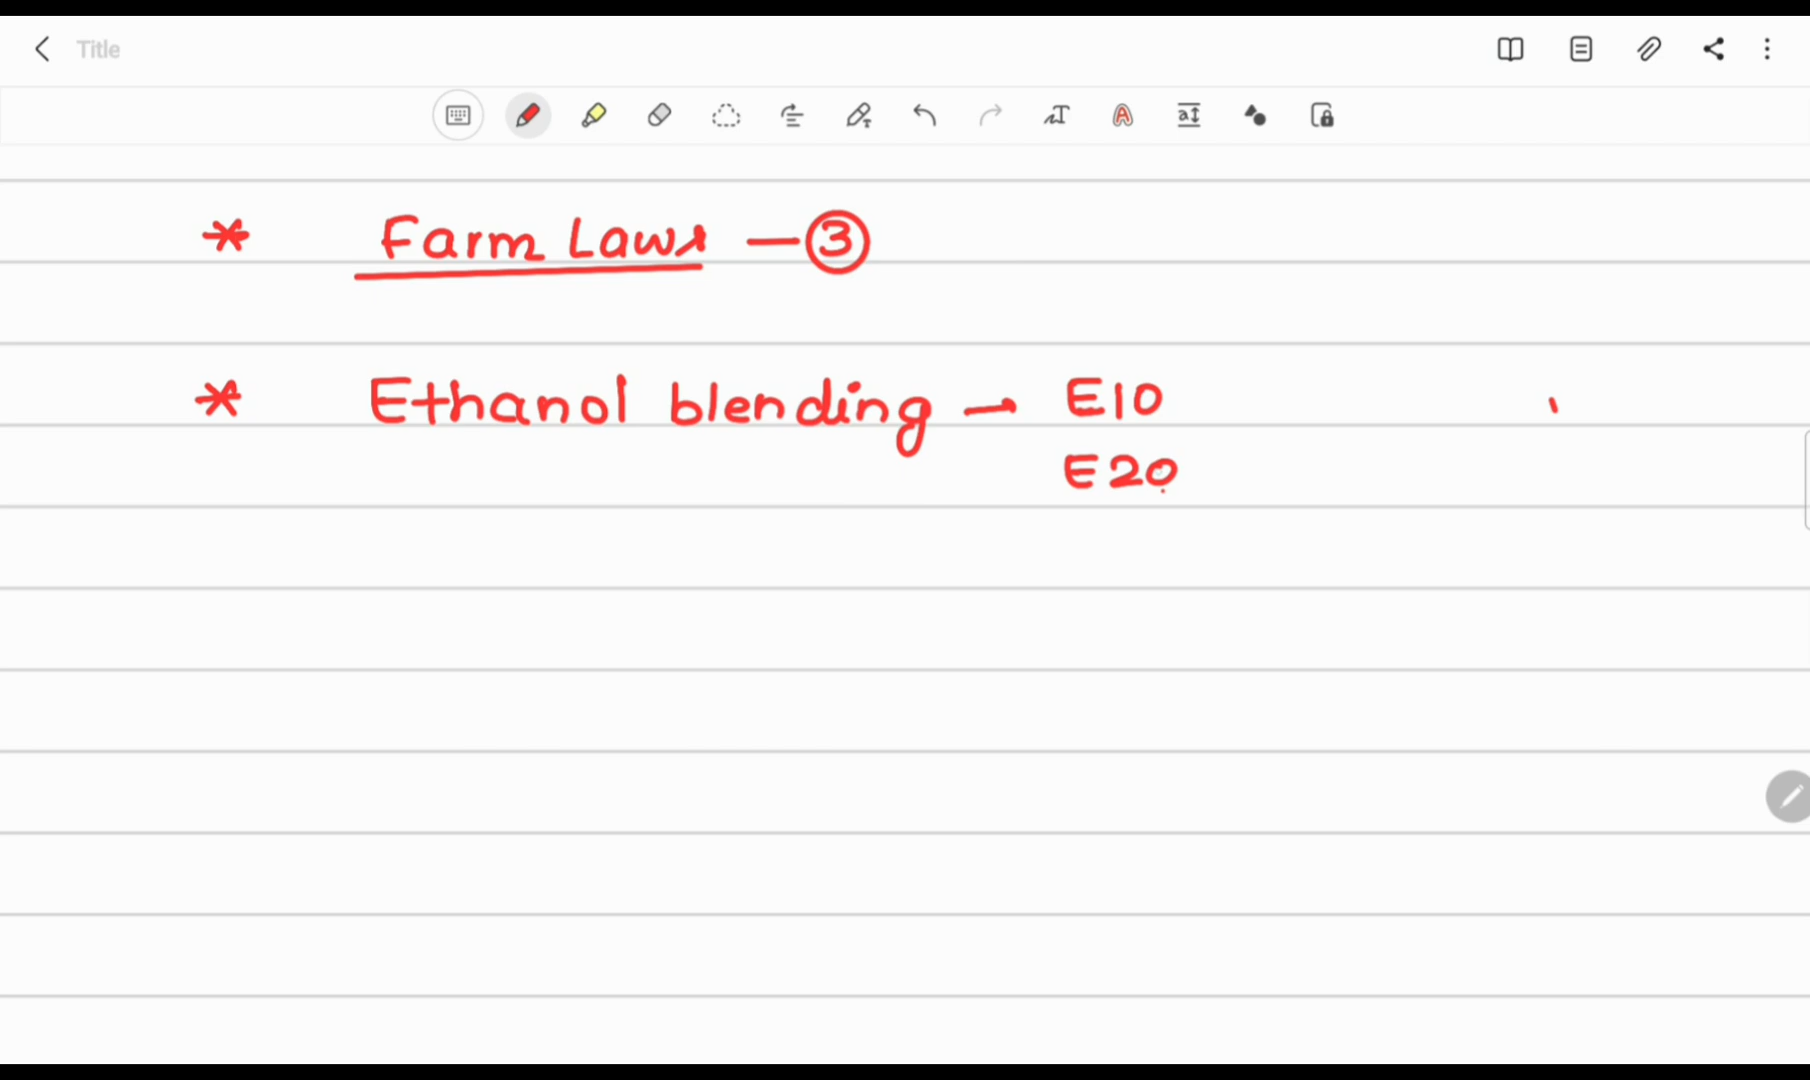 Title
* Farm Laws — ③
* Ethanol blending → E10
E20